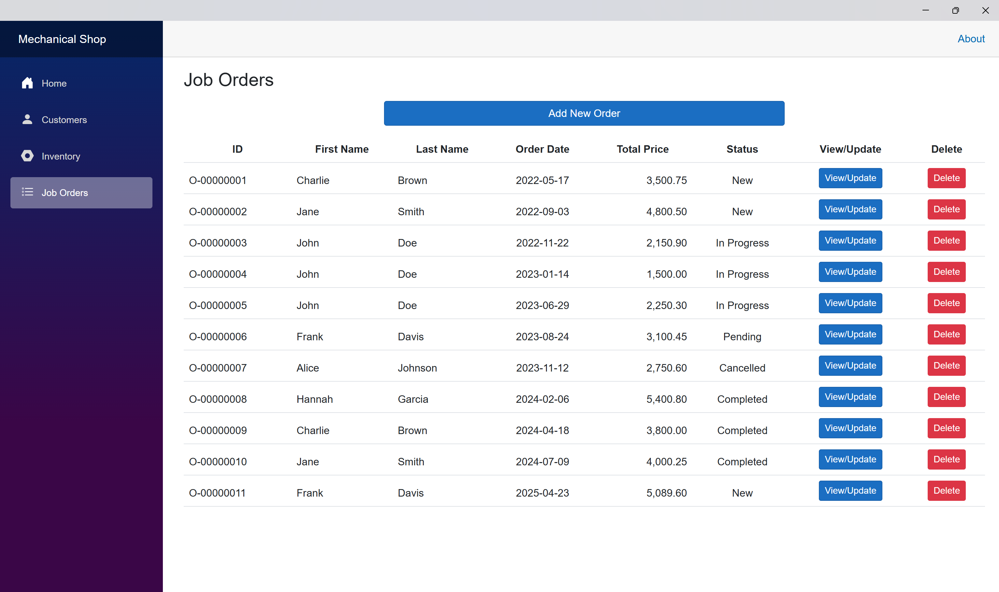 Mechanical Shop
About
Home
Customers
Inventory
Job Orders
Job Orders
Add New Order
ID First Name Last Name Order Date Total Price Status View/Update Delete
O-00000001 Charlie Brown 2022-05-17 3,500.75 New View/Update Delete
O-00000002 Jane Smith 2022-09-03 4,800.50 New View/Update Delete
O-00000003 John Doe 2022-11-22 2,150.90 In Progress View/Update Delete
O-00000004 John Doe 2023-01-14 1,500.00 In Progress View/Update Delete
O-00000005 John Doe 2023-06-29 2,250.30 In Progress View/Update Delete
O-00000006 Frank Davis 2023-08-24 3,100.45 Pending View/Update Delete
O-00000007 Alice Johnson 2023-11-12 2,750.60 Cancelled View/Update Delete
O-00000008 Hannah Garcia 2024-02-06 5,400.80 Completed View/Update Delete
O-00000009 Charlie Brown 2024-04-18 3,800.00 Completed View/Update Delete
O-00000010 Jane Smith 2024-07-09 4,000.25 Completed View/Update Delete
O-00000011 Frank Davis 2025-04-23 5,089.60 New View/Update Delete